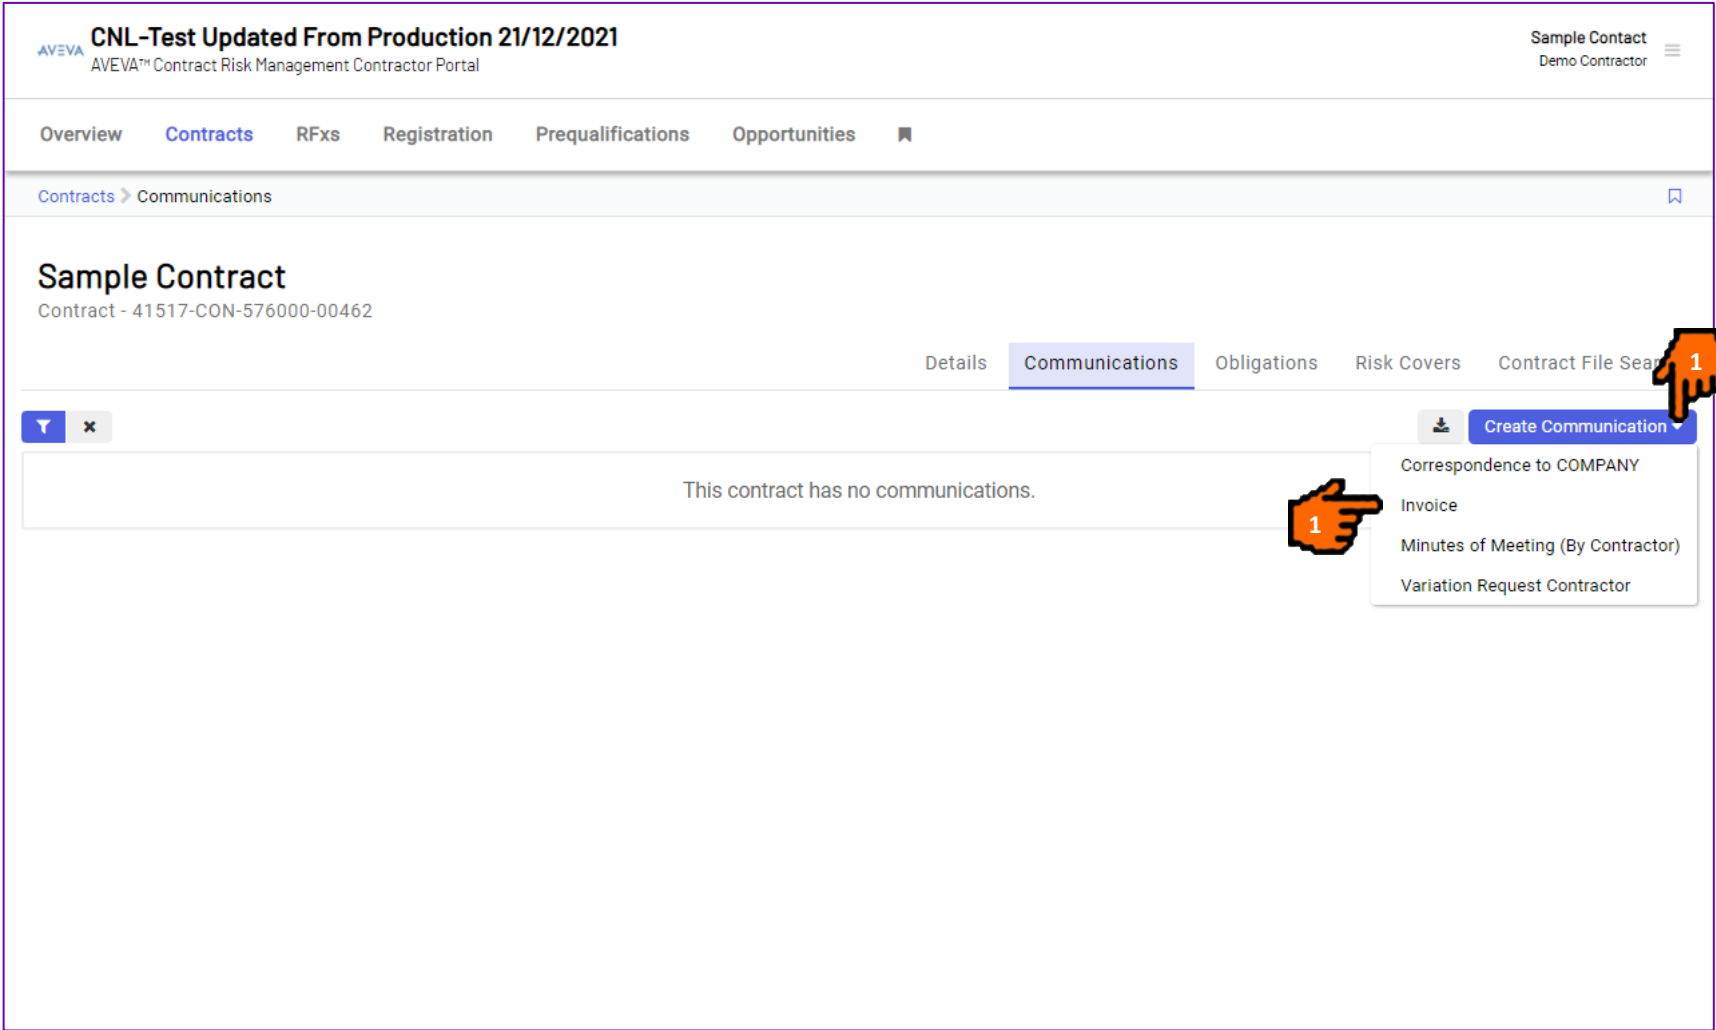 AVEVA
CNL-Test Updated From Production 21/12/2021
AVEVA™ Contract Risk Management Contractor Portal
Sample Contact
Demo Contractor
Overview Contracts RFxs Registration Prequalifications Opportunities
Contracts > Communications
Sample Contract
Contract - 41517-CON-576000-00462
Details Communications Obligations Risk Covers Contract File
1
Create Communication
Correspondence to COMPANY
This contract has no communications.
Invoice
1
Minutes of Meeting (By Contractor)
Variation Request Contractor